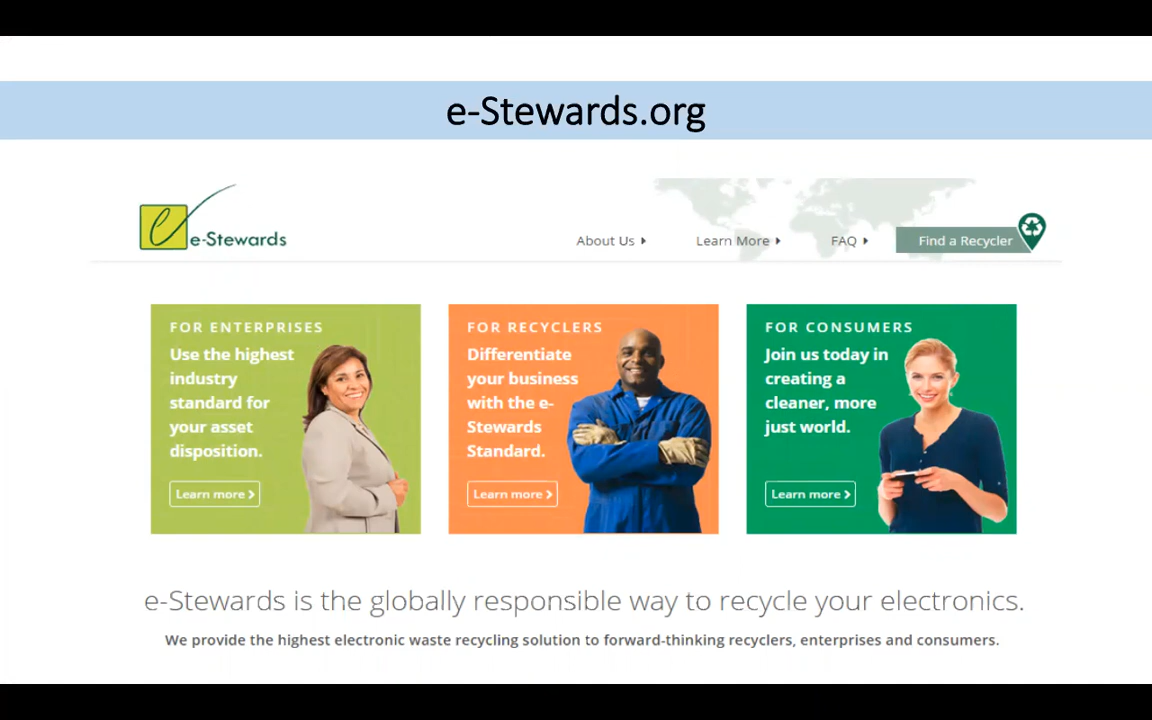 e-Stewards.org
e e-Stewards
About Us
Learn More
FAQ
Find a Recycler
FOR ENTERPRISES
Use the highest
industry
standard for
your asset
disposition.
Learn more
FOR RECYCLERS
Differentiate
your business
with the e-
Stewards
Standard.
Learn more
FOR CONSUMERS
Join us today in
creating a
cleaner, more
just world.
Learn more
e-Stewards is the globally responsible way to recycle your electronics.
We provide the highest electronic waste recycling solution to forward-thinking recyclers, enterprises and consumers.